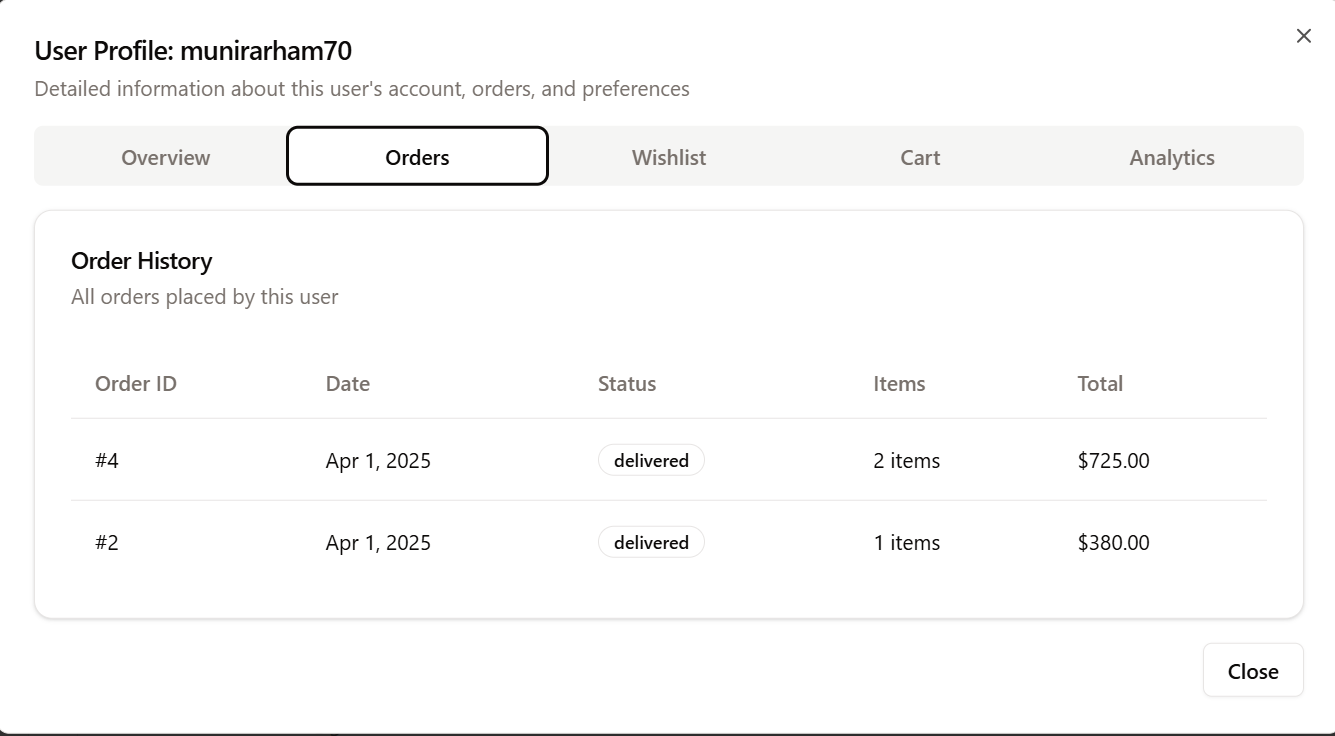 User Profile: munirarham70
Detailed information about this user's account, orders, and preferences
Overview Orders Wishlist Cart Analytics
Order History
All orders placed by this user
Order ID Date Status Items Total
#4 Apr 1, 2025 delivered 2 items $725.00
#2 Apr 1, 2025 delivered 1 items $380.00
Close